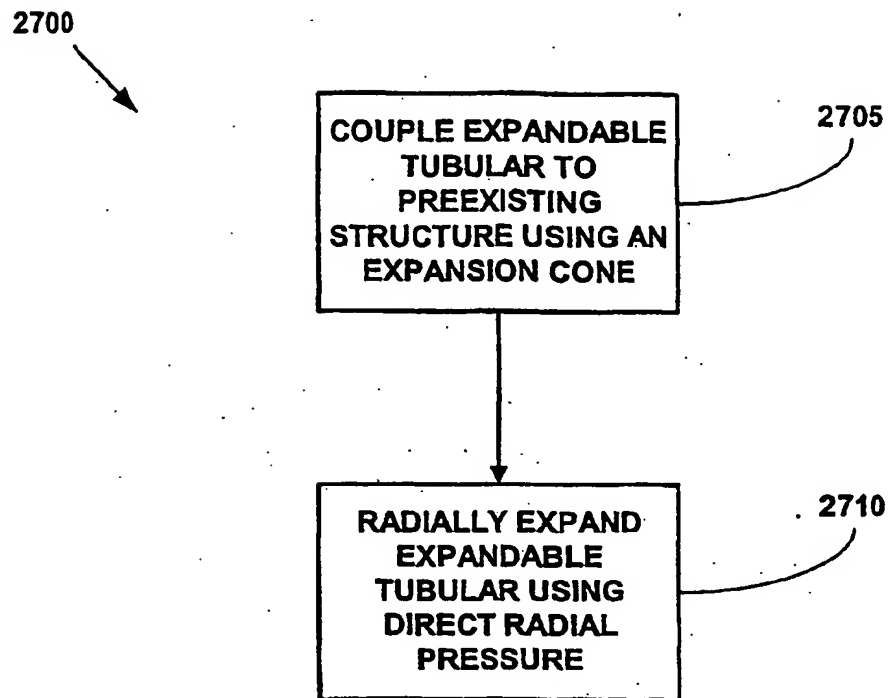 2700
COUPLE EXPANDABLE
TUBULAR TO
PREEXISTING
STRUCTURE USING AN
EXPANSION CONE
2705
RADIALLY EXPAND
EXPANDABLE
TUBULAR USING
DIRECT RADIAL
PRESSURE
2710